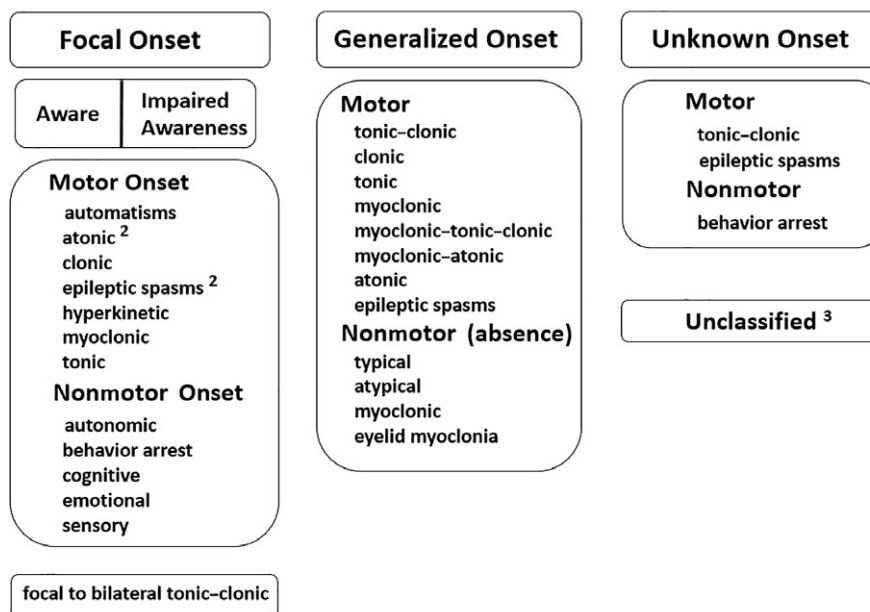 Focal Onset
Aware
Impaired
Awareness
Motor Onset
automatisms
atonic 2
clonic
epileptic spasms 2
hyperkinetic
myoclonic
tonic
Nonmotor Onset
autonomic
behavior arrest
cognitive
emotional
sensory
focal to bilateral tonic–clonic
Generalized Onset
Motor
tonic–clonic
clonic
tonic
myoclonic
myoclonic–tonic–clonic
myoclonic–atonic
atonic
epileptic spasms
Nonmotor (absence)
typical
atypical
myoclonic
eyelid myoclonia
Unknown Onset
Motor
tonic–clonic
epileptic spasms
Nonmotor
behavior arrest
Unclassified 3